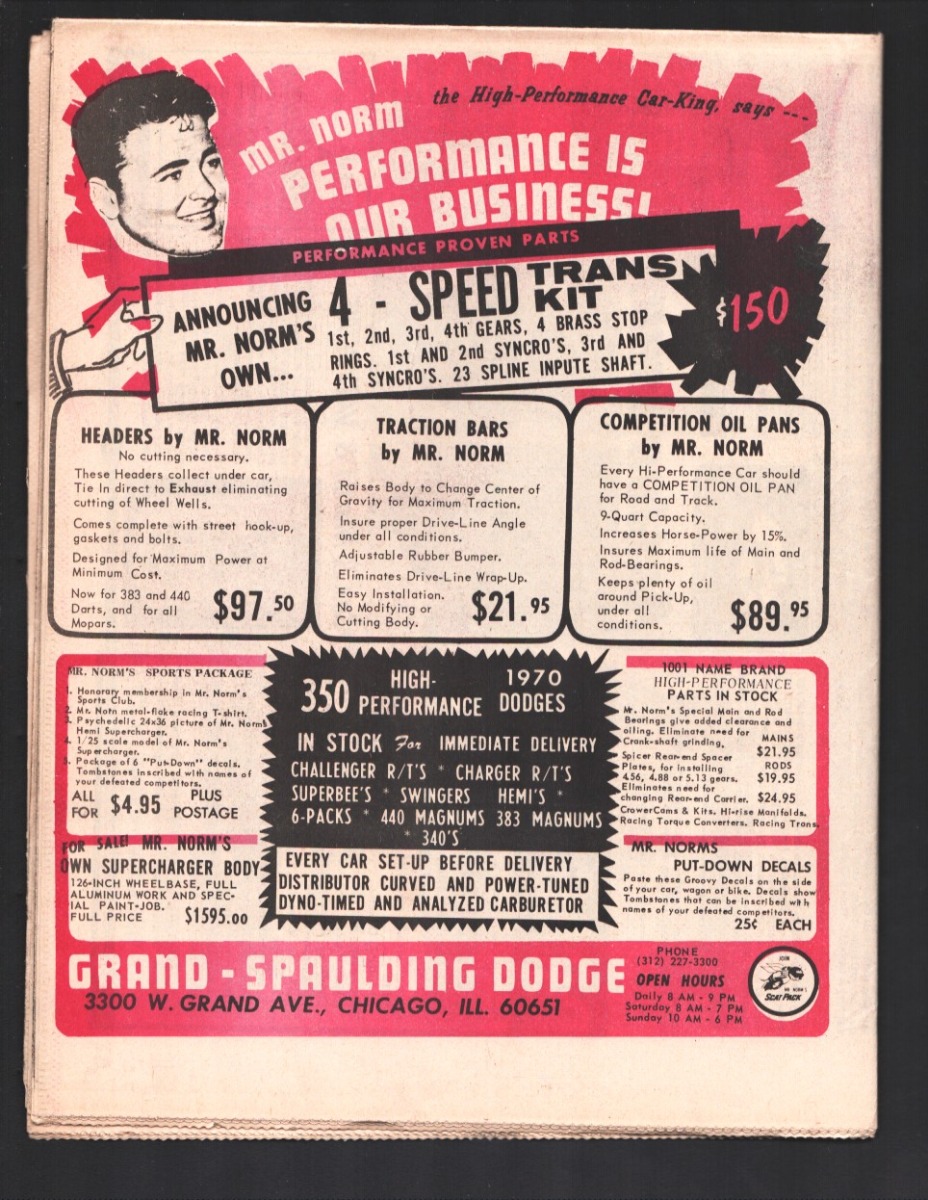 the High-Performance Car-King, says ---
MR. NORM
PERFORMANCE IS
OUR BUSINESS!
PERFORMANCE PROVEN PARTS
ANNOUNCING
MR. NORM'S
OWN...
4 - SPEED TRANS KIT
1st, 2nd, 3rd, 4th GEARS, 4 BRASS STOP
RINGS. 1st AND 2nd SYNCRO'S, 3rd AND
4th SYNCRO'S. 23 SPLINE INPUTE SHAFT.
$150
HEADERS by MR. NORM
No cutting necessary.
These Headers collect under car,
Tie In direct to Exhaust eliminating
cutting of Wheel Wells.
Comes complete with street hook-up,
gaskets and bolts.
Designed for Maximum Power at
Minimum Cost.
Now for 383 and 440
Darts, and for all
Mopars.
$97.50
TRACTION BARS
by MR. NORM
Raises Body to Change Center of
Gravity for Maximum Traction.
Insure proper Drive-Line Angle
under all conditions.
Adjustable Rubber Bumper.
Eliminates Drive-Line Wrap-Up.
Easy Installation.
No Modifying or
Cutting Body.
$21.95
COMPETITION OIL PANS
by MR. NORM
Every Hi-Performance Car should
have a COMPETITION OIL PAN
for Road and Track.
9-Quart Capacity.
Increases Horse-Power by 15%.
Insures Maximum life of Main and
Rod-Bearings.
Keeps plenty of oil
around Pick-Up,
under all
conditions.
$89.95
MR. NORM'S SPORTS PACKAGE
1. Honorary membership in Mr. Norm's
Sports Club.
2. Mr. Notn metal-flake racing T-shirt.
3. Psychedelic 24x36 picture of Mr. Norm's
Hemi Supercharger.
4. 1/25 scale model of Mr. Norm's
Supercharger.
5. Package of 6 "Put-Down" decals.
Tombstones inscribed with names of
your defeated competitors.
ALL
FOR $4.95 PLUS
POSTAGE
FOR SALE! MR. NORM'S
OWN SUPERCHARGER BODY
126-INCH WHEELBASE, FULL
ALUMINUM WORK AND SPEC-
IAL PAINT-JOB.
FULL PRICE $1595.00
350 HIGH-PERFORMANCE 1970 DODGES
IN STOCK For IMMEDIATE DELIVERY
CHALLENGER R/T'S * CHARGER R/T'S
SUPERBEE'S * SWINGERS HEMI'S *
6-PACKS * 440 MAGNUMS 383 MAGNUMS
* 340'S
EVERY CAR SET-UP BEFORE DELIVERY
DISTRIBUTOR CURVED AND POWER-TUNED
DYNO-TIMED AND ANALYZED CARBURETOR
1001 NAME BRAND
HIGH-PERFORMANCE
PARTS IN STOCK
Mr. Norm's Special Main and Rod
Bearings give added clearance and
oiling. Eliminate need for
Crank-shaft grinding,
MAINS
$21.95
Spicer Rear-end Spacer
Plates, for Installing
4.56, 4.88 or 5.13 gears.
Eliminates need for
changing Rear-end Carrier.
RODS
$19.95
$24.95
CrowerCams & Kits. Hi-rise Manifolds.
Racing Torque Converters. Racing Trans.
MR. NORMS
PUT-DOWN DECALS
Paste these Groovy Decals on the side
of your car, wagon or bike. Decals show
Tombstones that can be inscribed with
names of your defeated competitors.
25¢ EACH
GRAND - SPAULDING DODGE
3300 W. GRAND AVE., CHICAGO, ILL. 60651
PHONE
(312) 227-3300
OPEN HOURS
Daily 8 AM - 9 PM
Saturday 8 AM - 7 PM
Sunday 10 AM - 6 PM
JOIN
MR NORM'S
SCAT PACK